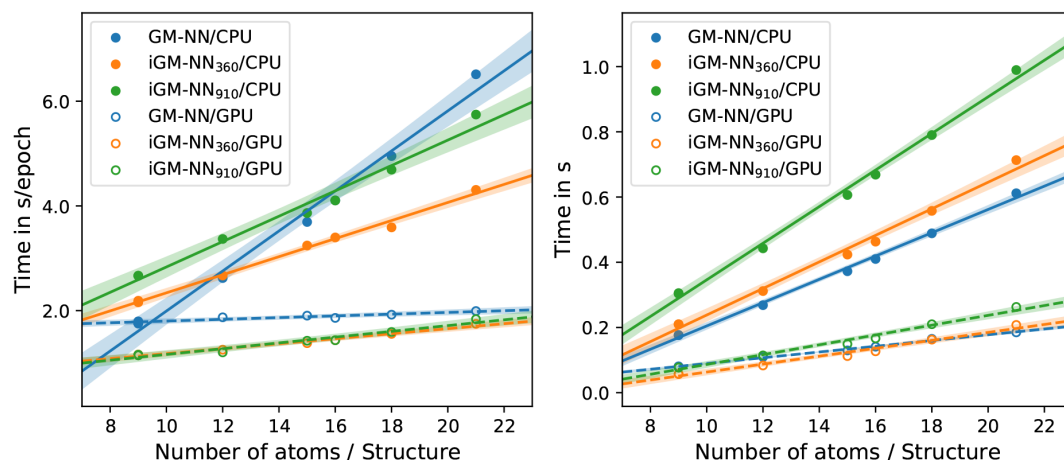 GM-NN/CPU
iGM-NN₃₆₀/CPU
iGM-NN₉₁₀/CPU
GM-NN/GPU
iGM-NN₃₆₀/GPU
iGM-NN₉₁₀/GPU
Time in s/epoch
6.0
4.0
2.0
8 10 12 14 16 18 20 22
Number of atoms / Structure
GM-NN/CPU
iGM-NN₃₆₀/CPU
iGM-NN₉₁₀/CPU
GM-NN/GPU
iGM-NN₃₆₀/GPU
iGM-NN₉₁₀/GPU
Time in s
1.0
0.8
0.6
0.4
0.2
0.0
8 10 12 14 16 18 20 22
Number of atoms / Structure